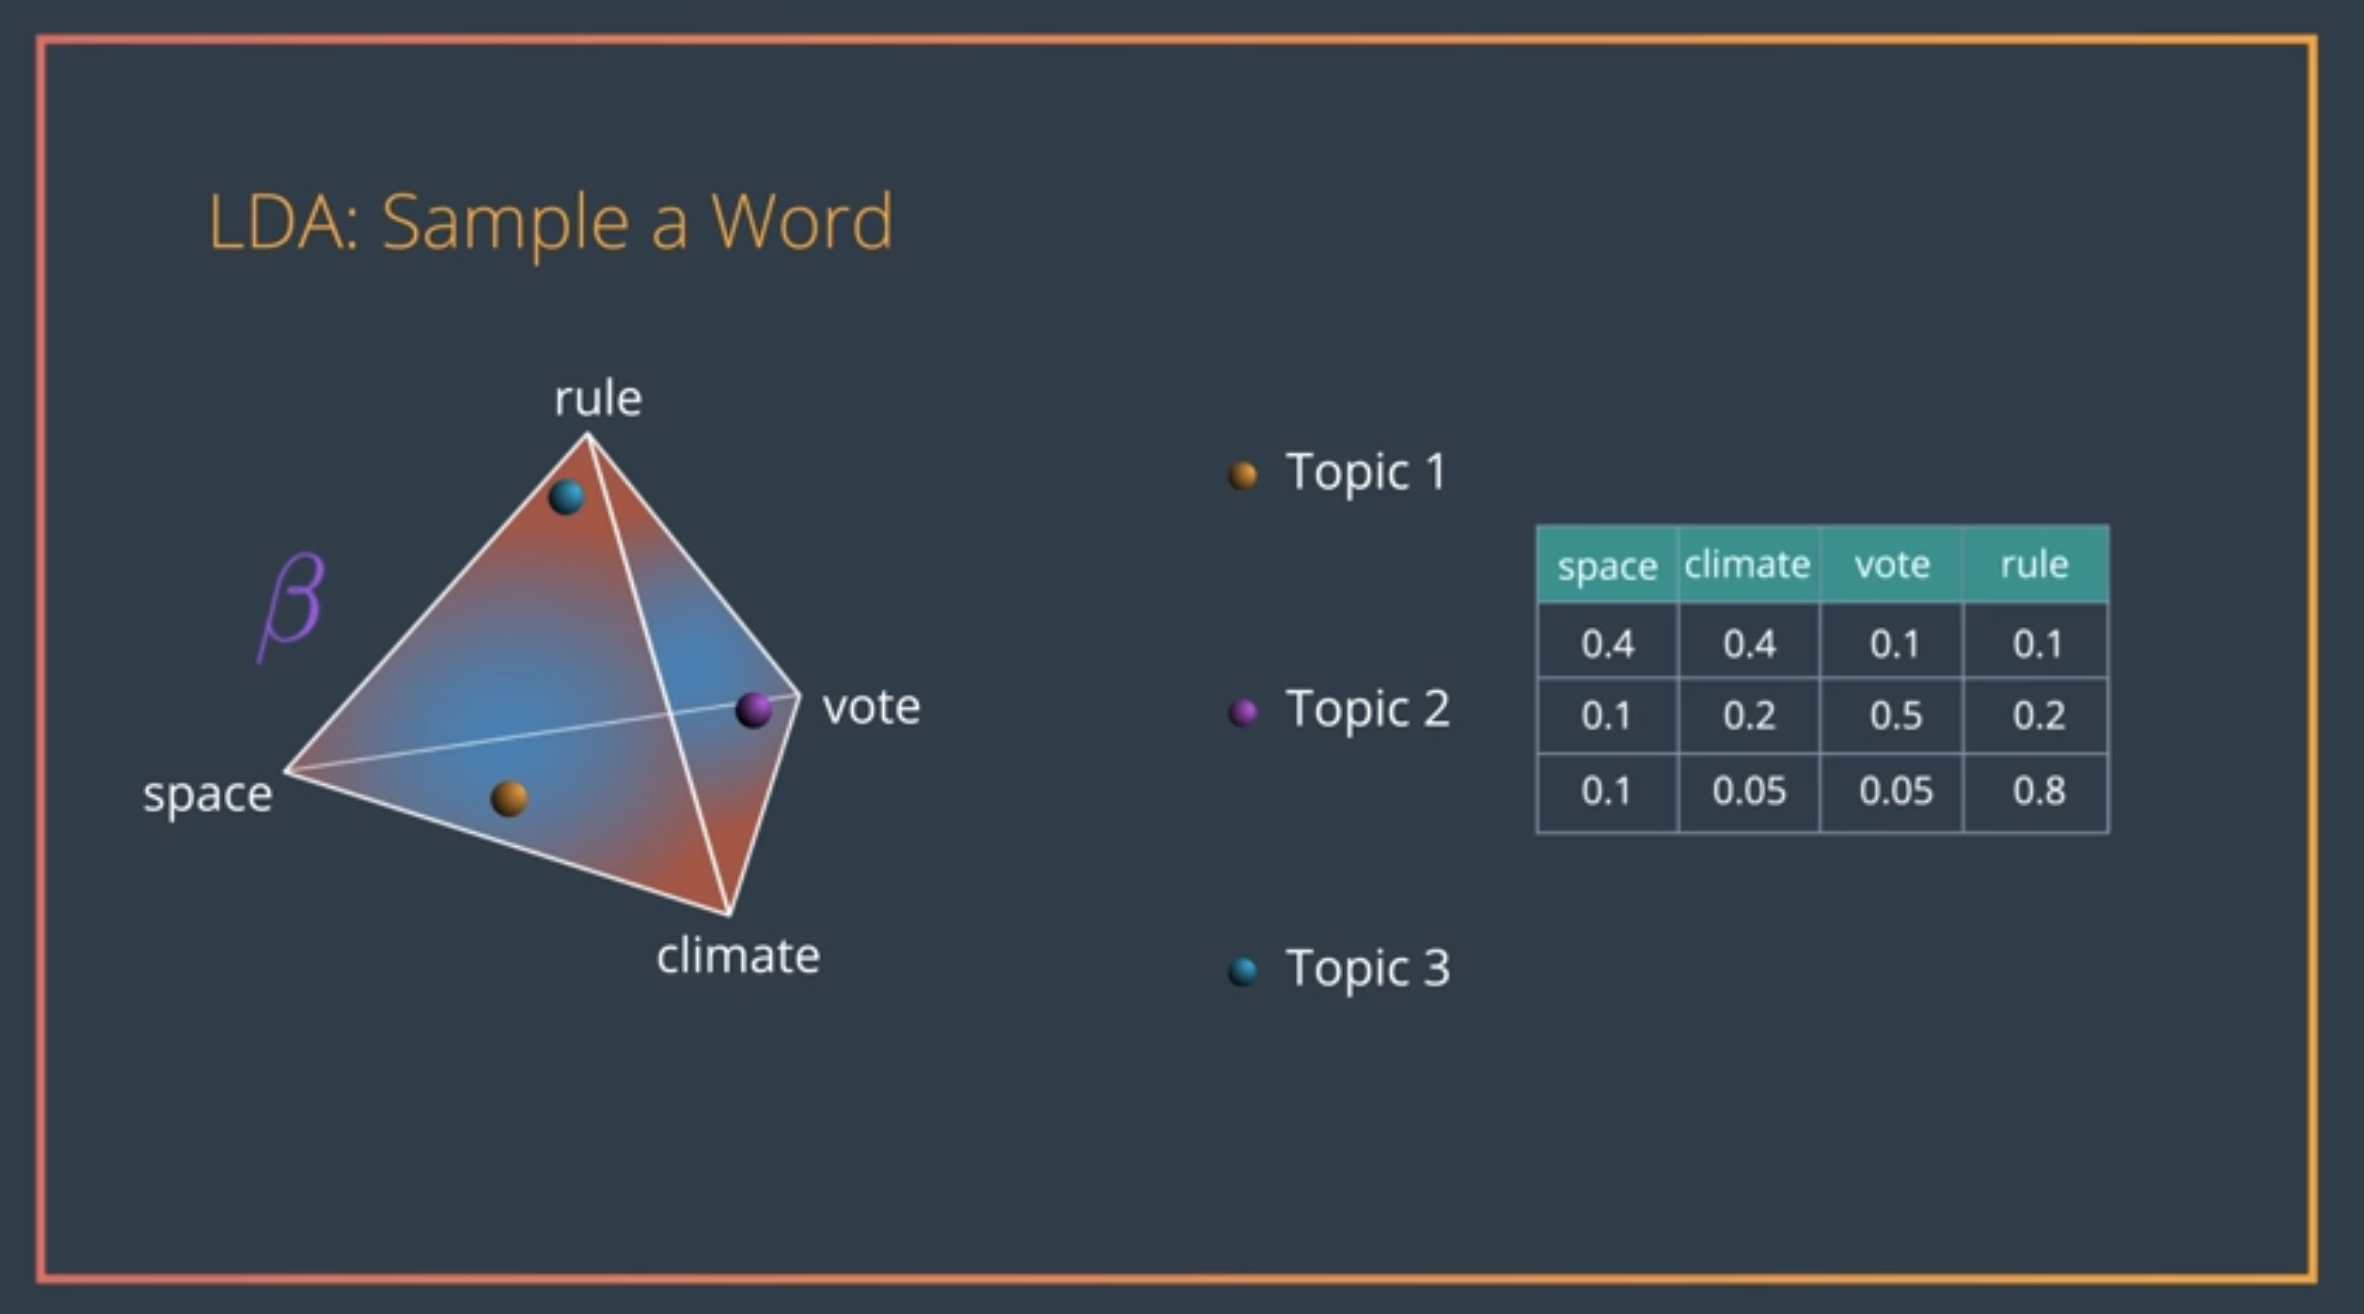 LDA: Sample a Word
rule
β
space
vote
climate
Topic 1
Topic 2
Topic 3
space climate vote rule
0.4 0.4 0.1 0.1
0.1 0.2 0.5 0.2
0.1 0.05 0.05 0.8